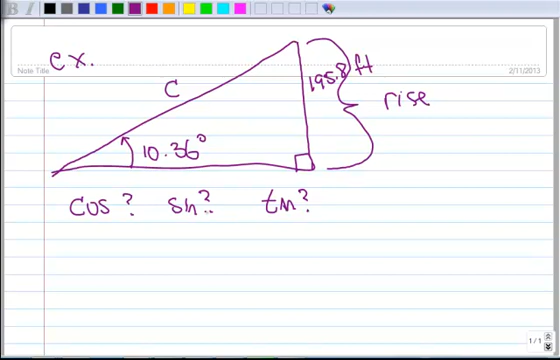 B I U
ex.
Note Title
2/11/2013
C
195.8 ft
rise
10.36°
cos? sin? tan?
1/1